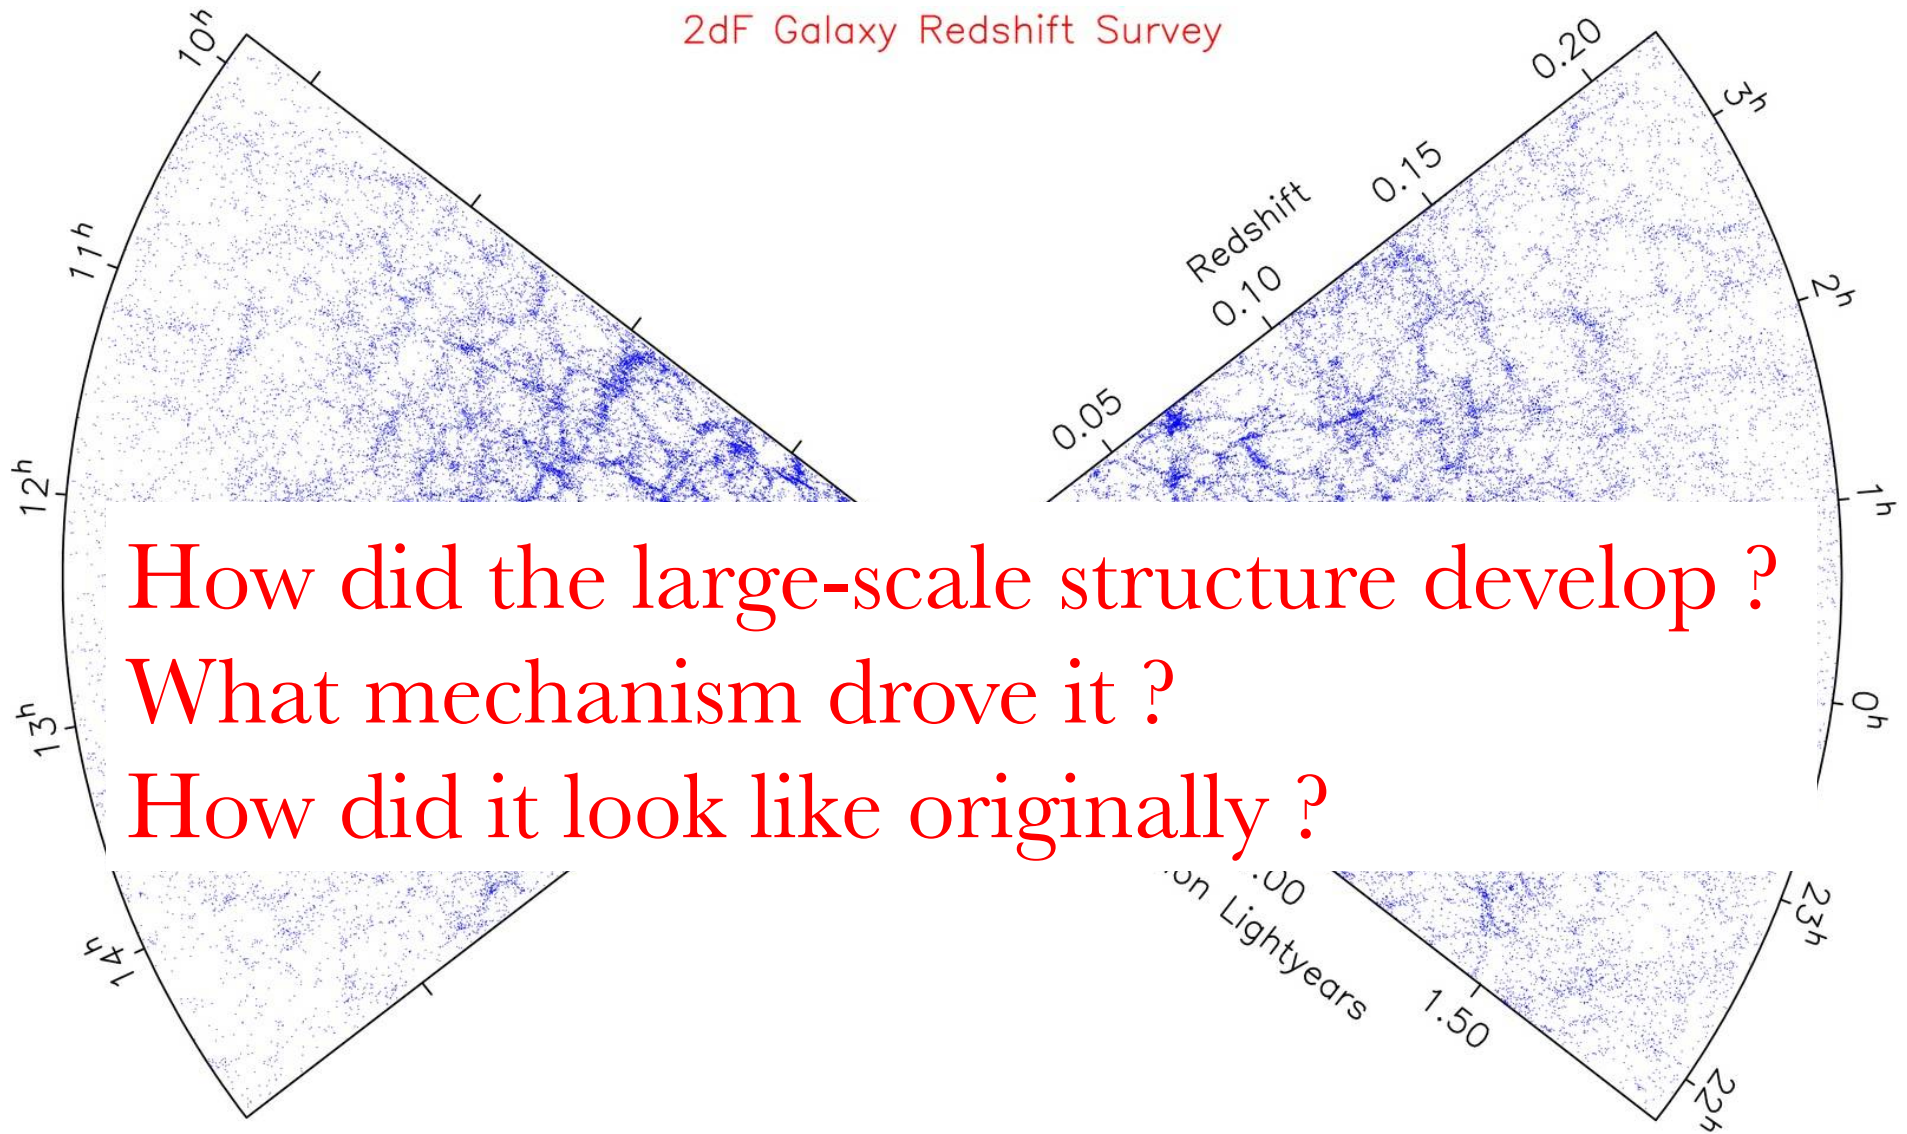 2dF Galaxy Redshift Survey
10h
11h
12h
13h
14h
0.20
0.15
Redshift
0.10
0.05
3h
2h
1h
0h
23h
22h
How did the large-scale structure develop ?
What mechanism drove it ?
How did it look like originally ?
Lightyears
1.50